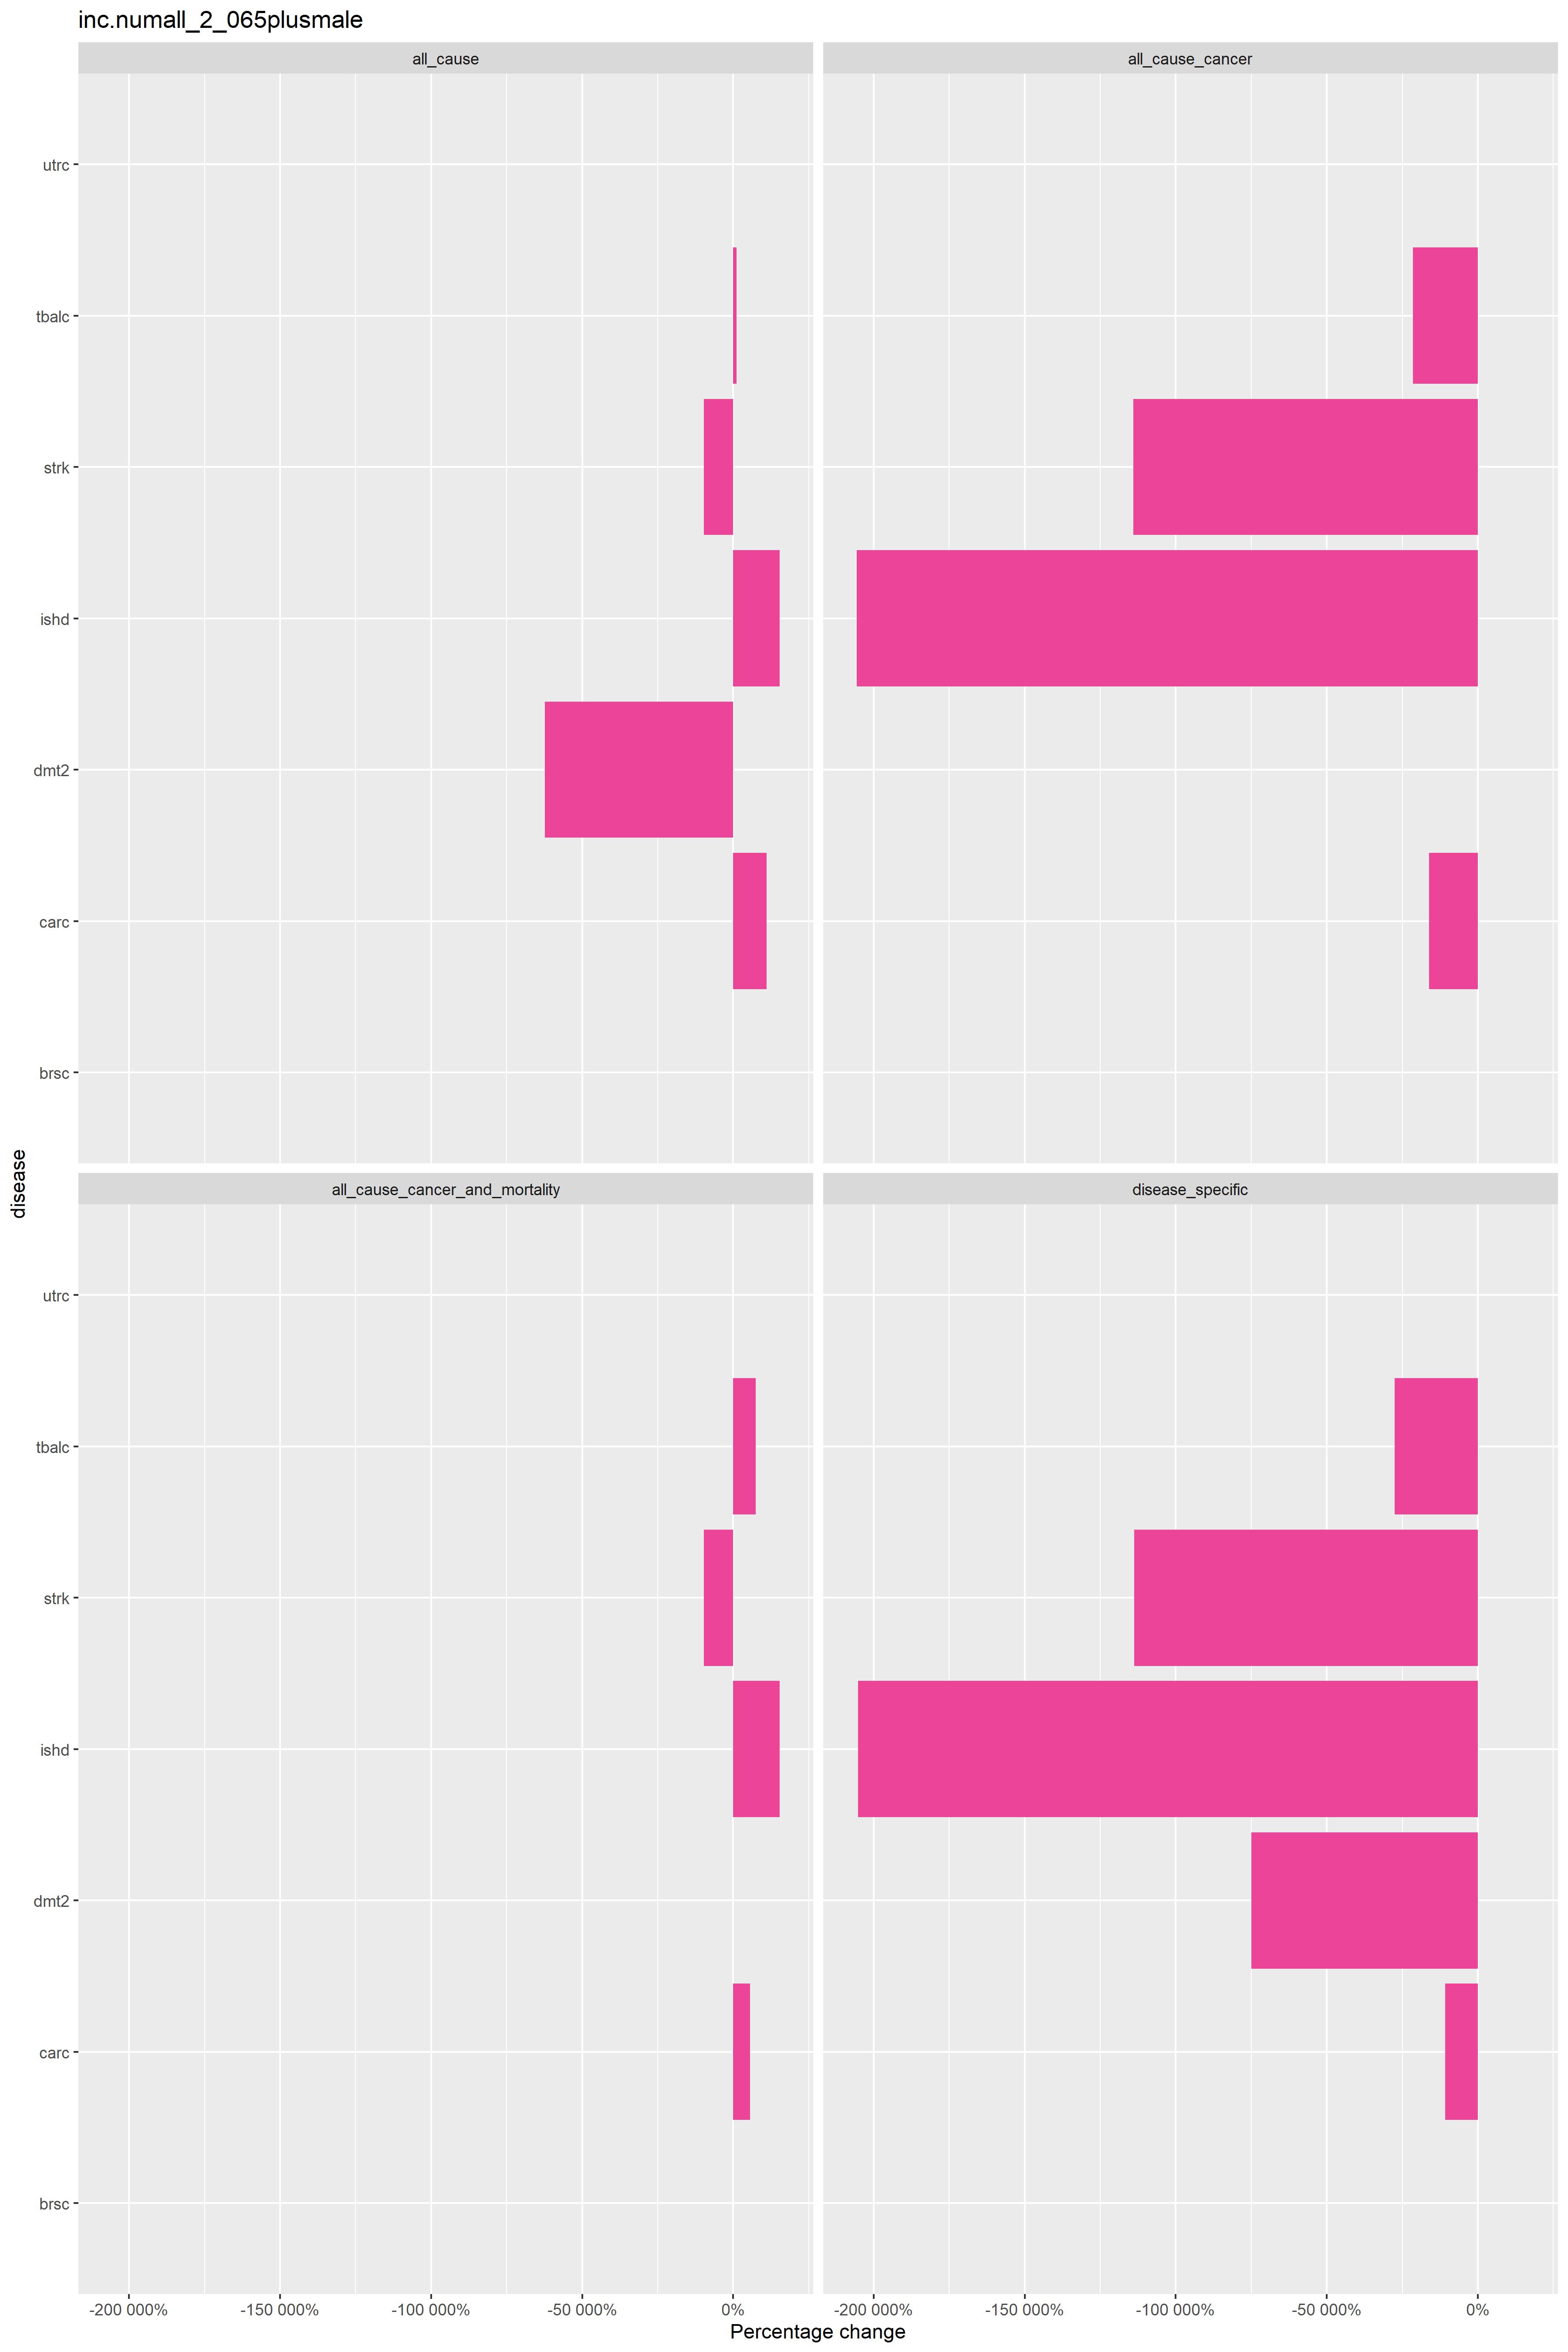 inc.numall_2_065plusmale
all_cause
all_cause_cancer
utrc
tbalc
strk
ishd
dmt2
carc
brsc
disease
all_cause_cancer_and_mortality
disease_specific
utrc
tbalc
strk
ishd
dmt2
carc
brsc
-200 000% -150 000% -100 000% -50 000% 0%
-200 000% -150 000% -100 000% -50 000% 0%
Percentage change